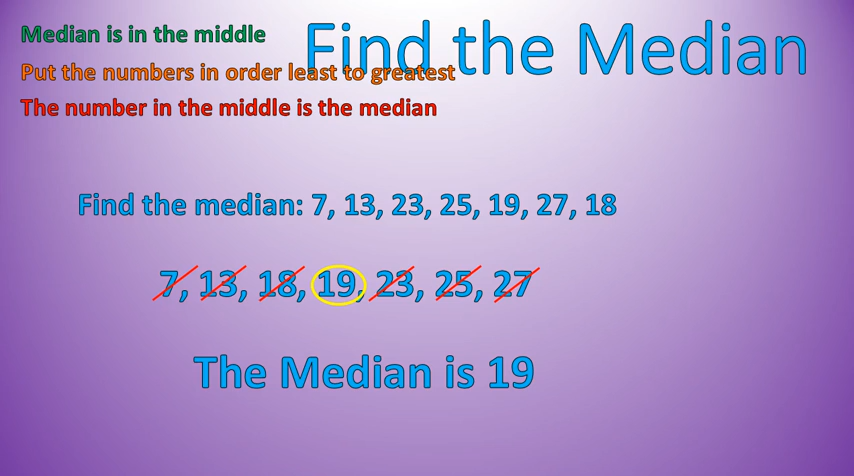 Median is in the middle
Find the Median
Put the numbers in order least to greatest
The number in the middle is the median
Find the median: 7, 13, 23, 25, 19, 27, 18
7, 13, 18, 19, 23, 25, 27
The Median is 19